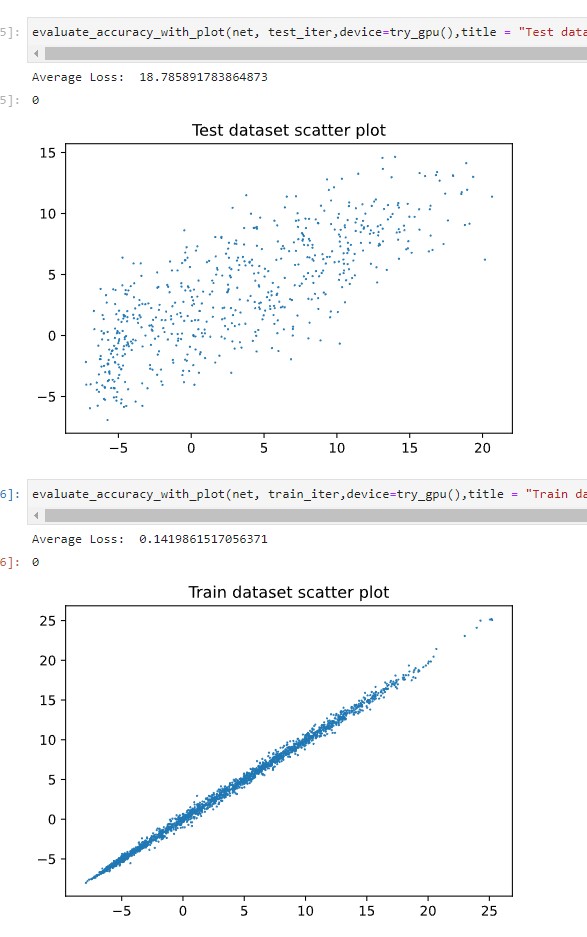 5]: evaluate_accuracy_with_plot(net, test_iter,device=try_gpu(),title = "Test data
Average Loss:  18.785891783864873
5]: 0
Test dataset scatter plot
15
10
5
0
−5
−5 0 5 10 15 20
6]: evaluate_accuracy_with_plot(net, train_iter,device=try_gpu(),title = "Train da
Average Loss:  0.1419861517056371
6]: 0
Train dataset scatter plot
25
20
15
10
5
0
−5
−5 0 5 10 15 20 25